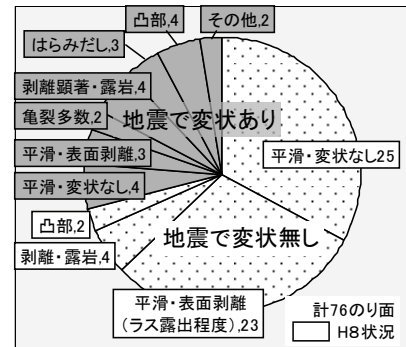 凸部,4
その他,2
はらみだし,3
剥離顕著・露岩,4
亀裂多数,2
地震で変状あり
平滑・変状なし25
平滑・表面剥離,3
平滑・変状なし,4
凸部,2
地震で変状無し
剥離・露岩,4
平滑・表面剥離
(ラス露出程度),23
計76のり面
H8状況